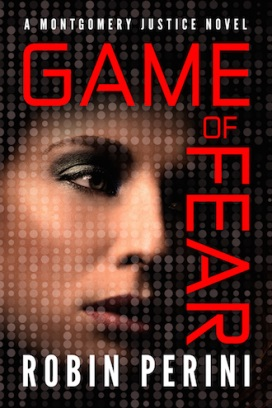 A MONTGOMERY JUSTICE NOVEL
GAME
OF
FEAR
ROBIN PERINI